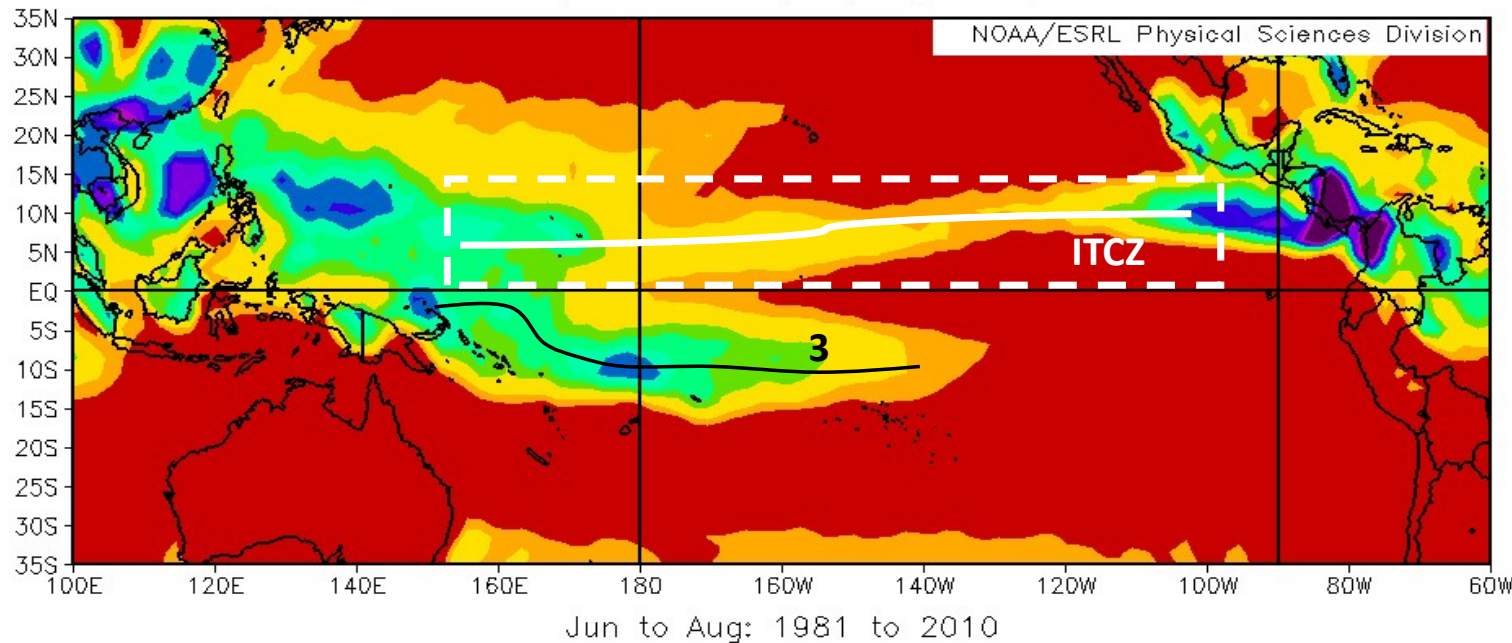 35N
NOAA/ESRL Physical Sciences Division
30N
25N
20N
15N
10N
5N
ITCZ
EQ
5S
3
10S
15S
20S
25S
30S
35S
100E 120E 140E 160E 180 160W 140W 120W 100W 80W 60W
Jun to Aug: 1981 to 2010